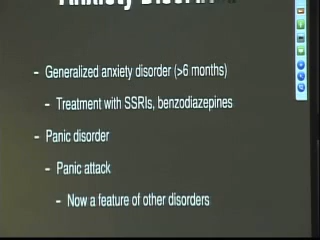 Anxiety
- Generalized anxiety disorder (>6 months)
- Treatment with SSRIs, benzodiazepines
- Panic disorder
- Panic attack
- Now a feature of other disorders